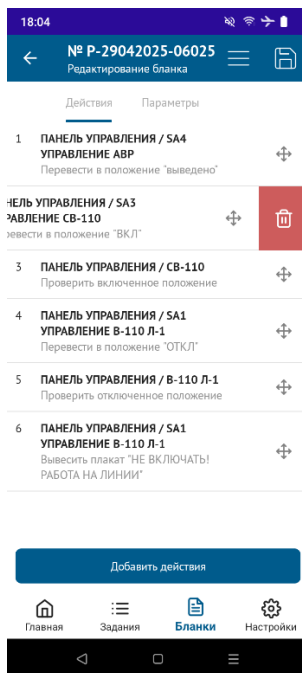 18:04
№ Р-29042025-06025
Редактирование бланка
Действия Параметры
1 ПАНЕЛЬ УПРАВЛЕНИЯ / SA4
УПРАВЛЕНИЕ АВР
Перевести в положение "выведено"
НЕЛЬ УПРАВЛЕНИЯ / SA3
РАВЛЕНИЕ СВ-110
ревести в положение "ВКЛ"
3 ПАНЕЛЬ УПРАВЛЕНИЯ / СВ-110
Проверить включенное положение
4 ПАНЕЛЬ УПРАВЛЕНИЯ / SA1
УПРАВЛЕНИЕ В-110 Л-1
Перевести в положение "ОТКЛ"
5 ПАНЕЛЬ УПРАВЛЕНИЯ / В-110 Л-1
Проверить отключенное положение
6 ПАНЕЛЬ УПРАВЛЕНИЯ / SA1
УПРАВЛЕНИЕ В-110 Л-1
Вывесить плакат "НЕ ВКЛЮЧАТЬ!
РАБОТА НА ЛИНИИ"
Добавить действия
Главная Задания Бланки Настройки